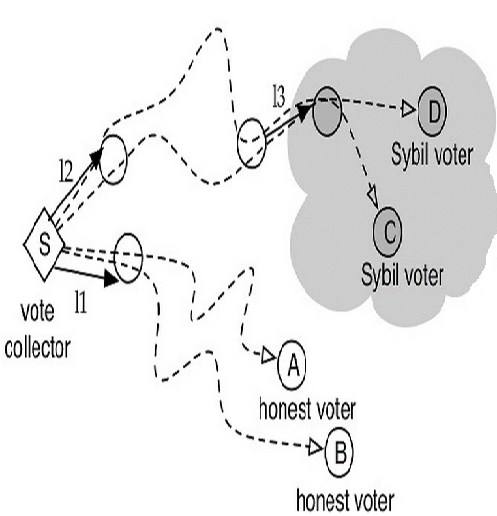 l3
D
Sybil voter
l2
S
C
Sybil voter
l1
vote
collector
A
honest voter
B
honest voter